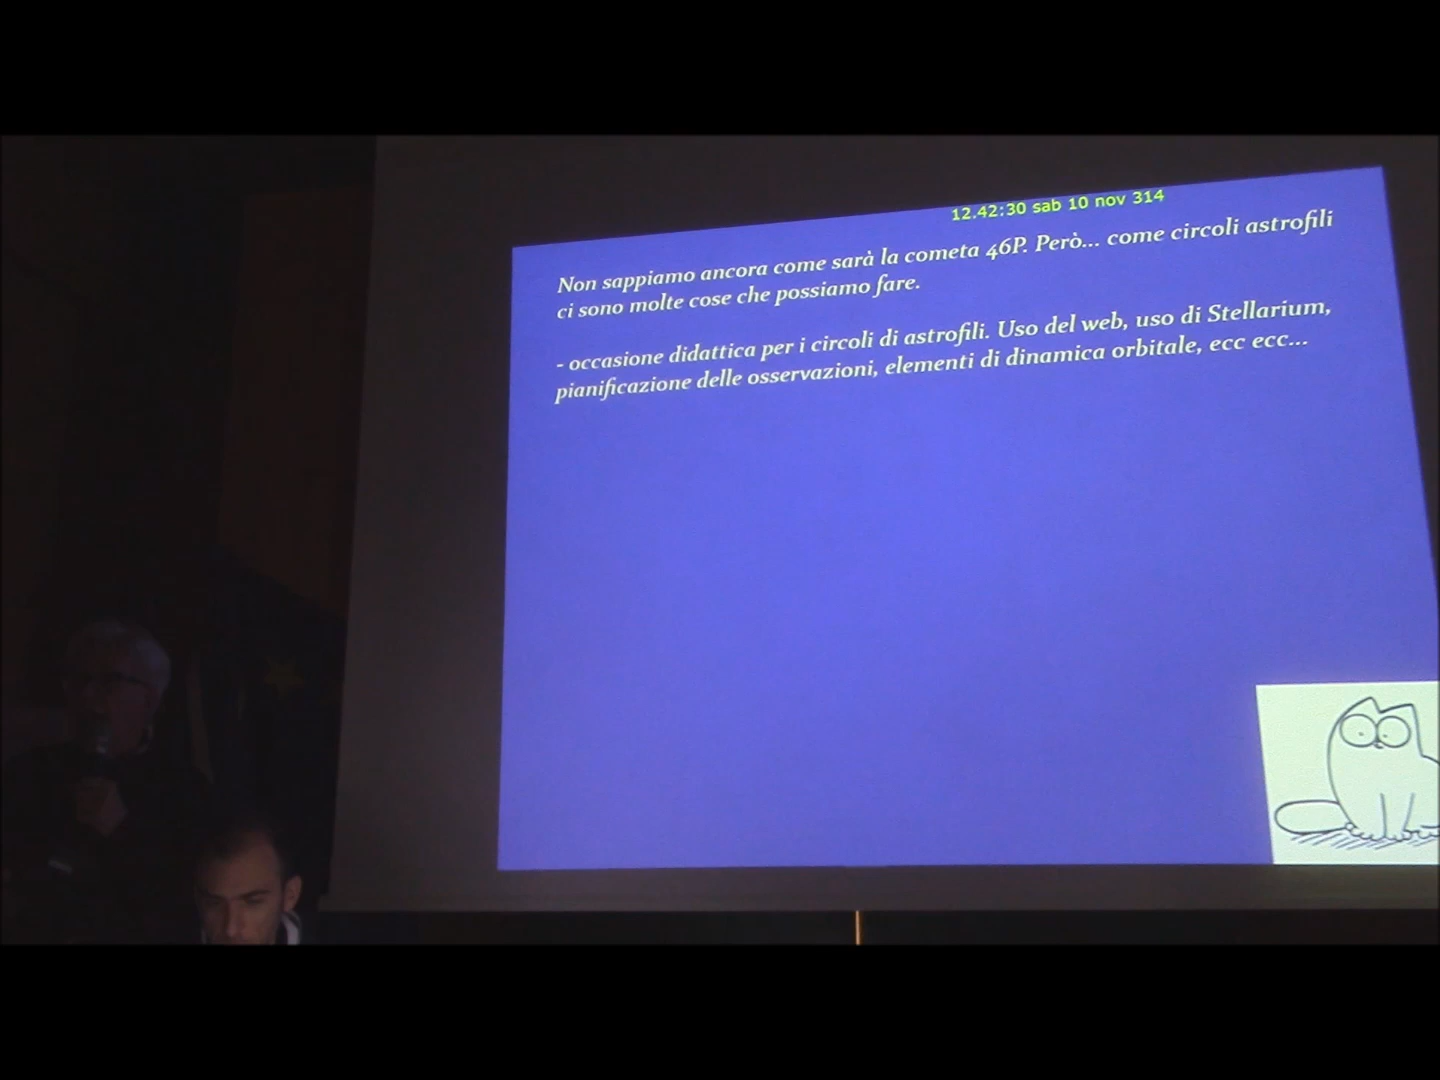 12.42:30 sab 10 nov 314
Non sappiamo ancora come sarà la cometa 46P. Però... come circoli astrofili
ci sono molte cose che possiamo fare.
- occasione didattica per i circoli di astrofili. Uso del web, uso di Stellarium,
pianificazione delle osservazioni, elementi di dinamica orbitale, ecc ecc...